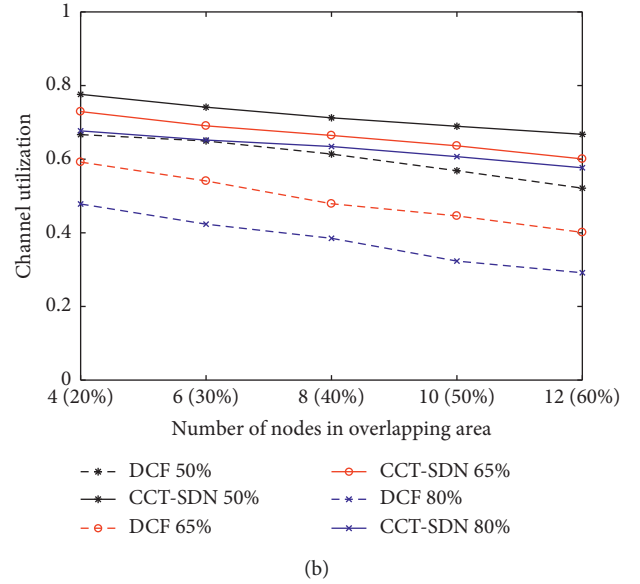 1
0.8
0.6
0.4
0.2
0
Channel utilization
4 (20%) 6 (30%) 8 (40%) 10 (50%) 12 (60%)
Number of nodes in overlapping area
DCF 50% CCT-SDN 65%
CCT-SDN 50% DCF 80%
DCF 65% CCT-SDN 80%
(b)